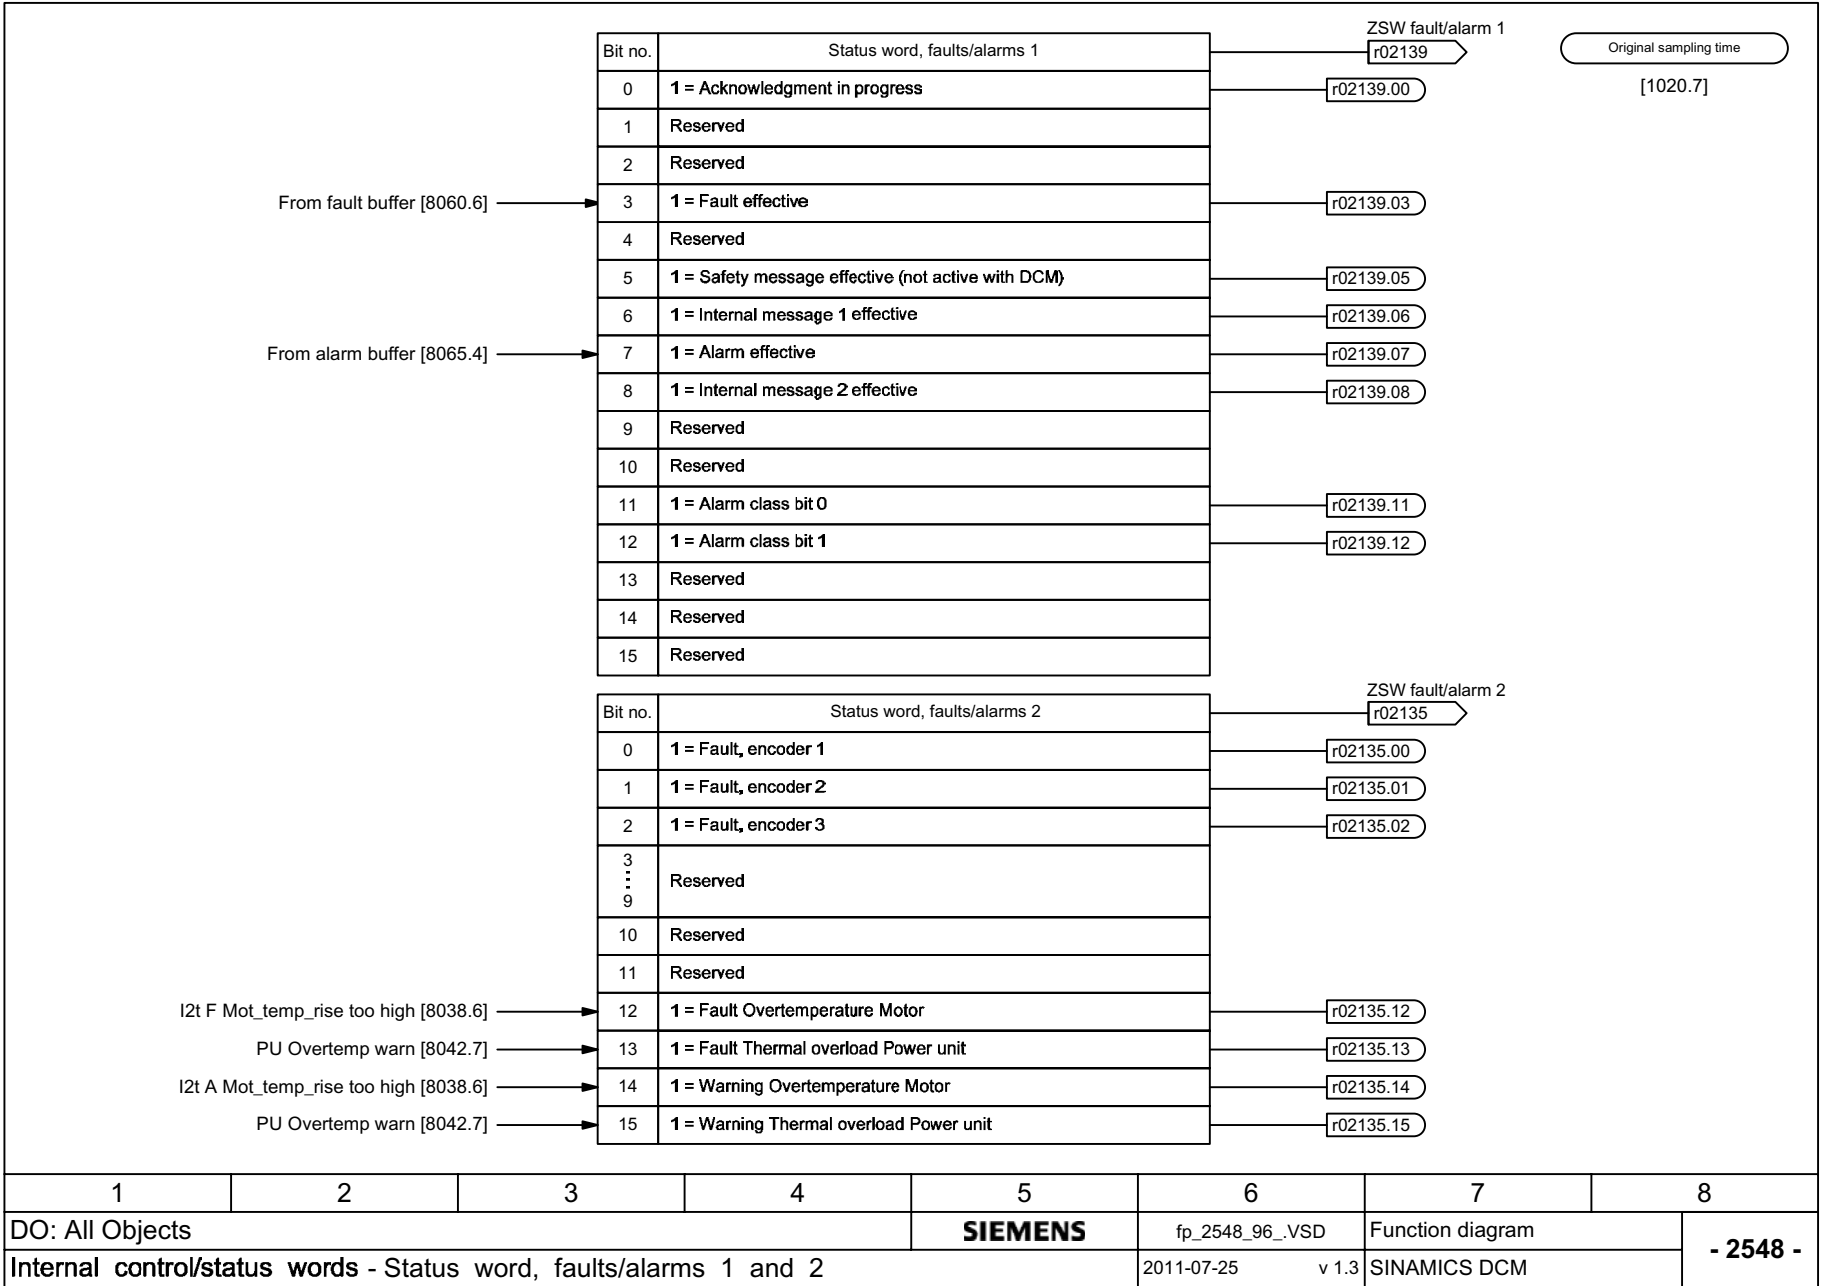 ZSW fault/alarm 1
Bit no. Status word, faults/alarms 1 r02139 Original sampling time
0 1 = Acknowledgment in progress r02139.00 [1020.7]
1 Reserved
2 Reserved
From fault buffer [8060.6] 3 1 = Fault effective r02139.03
4 Reserved
5 1 = Safety message effective (not active with DCM) r02139.05
6 1 = Internal message 1 effective r02139.06
From alarm buffer [8065.4] 7 1 = Alarm effective r02139.07
8 1 = Internal message 2 effective r02139.08
9 Reserved
10 Reserved
11 1 = Alarm class bit 0 r02139.11
12 1 = Alarm class bit 1 r02139.12
13 Reserved
14 Reserved
15 Reserved
ZSW fault/alarm 2
Bit no. Status word, faults/alarms 2 r02135
0 1 = Fault, encoder 1 r02135.00
1 1 = Fault, encoder 2 r02135.01
2 1 = Fault, encoder 3 r02135.02
3
Reserved
9
10 Reserved
11 Reserved
I2t F Mot_temp_rise too high [8038.6] 12 1 = Fault Overtemperature Motor r02135.12
PU Overtemp warn [8042.7] 13 1 = Fault Thermal overload Power unit r02135.13
I2t A Mot_temp_rise too high [8038.6] 14 1 = Warning Overtemperature Motor r02135.14
PU Overtemp warn [8042.7] 15 1 = Warning Thermal overload Power unit r02135.15
1 2 3 4 5 6 7 8
DO: All Objects SIEMENS fp_2548_96_.VSD Function diagram - 2548 -
Internal control/status words - Status word, faults/alarms 1 and 2 2011-07-25 v 1.3 SINAMICS DCM